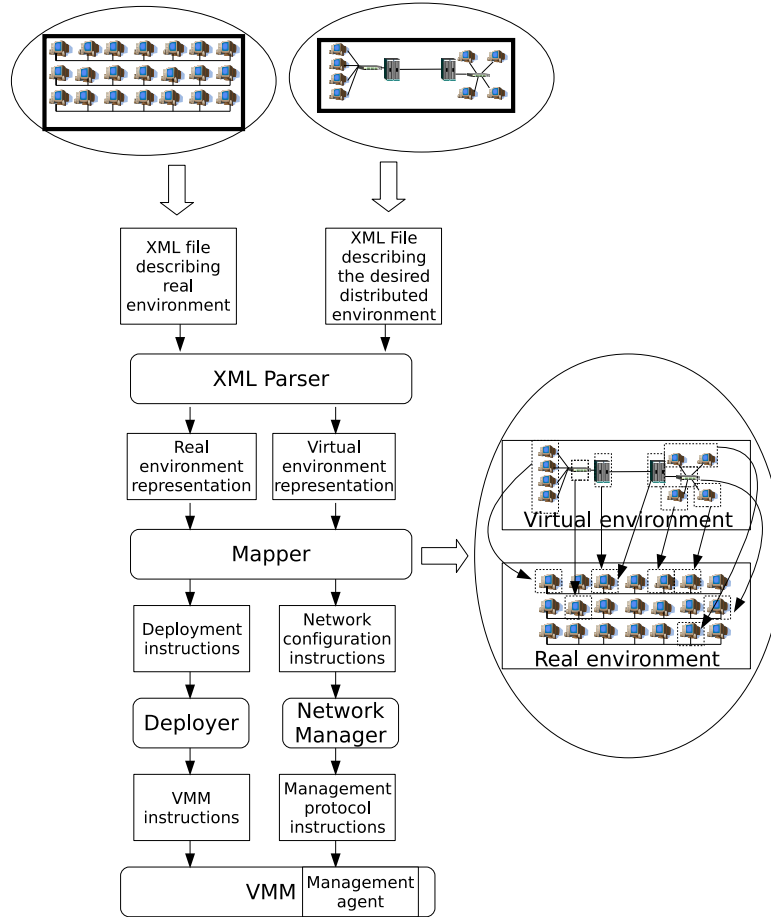 XML file
describing
real
environment
XML File
describing
the desired
distributed
environment
XML Parser
Real
environment
representation
Virtual
environment
representation
Mapper
Virtual environment
Real environment
Deployment
instructions
Network
configuration
instructions
Deployer
Network
Manager
VMM
instructions
Management
protocol
instructions
VMM
Management
agent